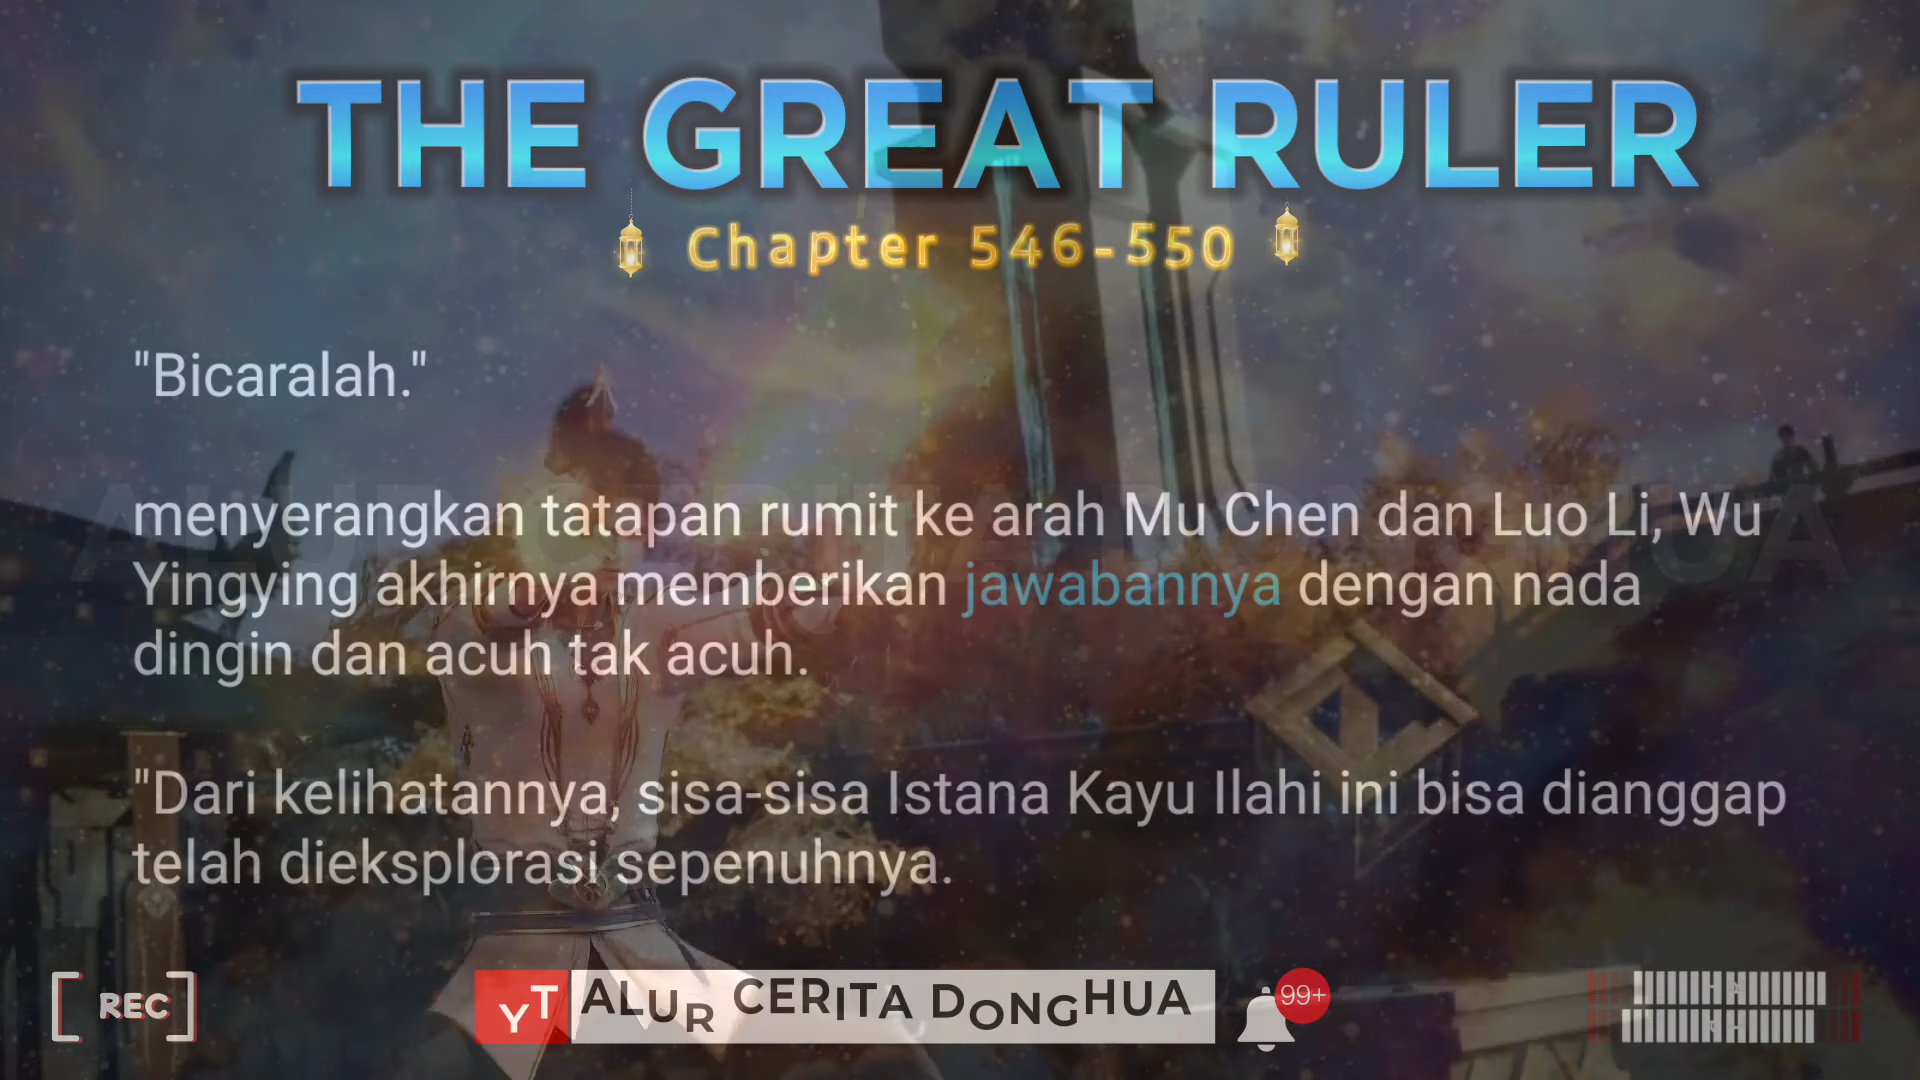 THE GREAT RULER
Chapter 546-550
"Bicaralah."
menyerangkan tatapan rumit ke arah Mu Chen dan Luo Li, Wu
Yingying akhirnya memberikan jawabannya dengan nada
dingin dan acuh tak acuh.
"Dari kelihatannya, sisa-sisa Istana Kayu Ilahi ini bisa dianggap
telah dieksplorasi sepenuhnya.
REC
YT ALUR CERITA DONGHUA
99+